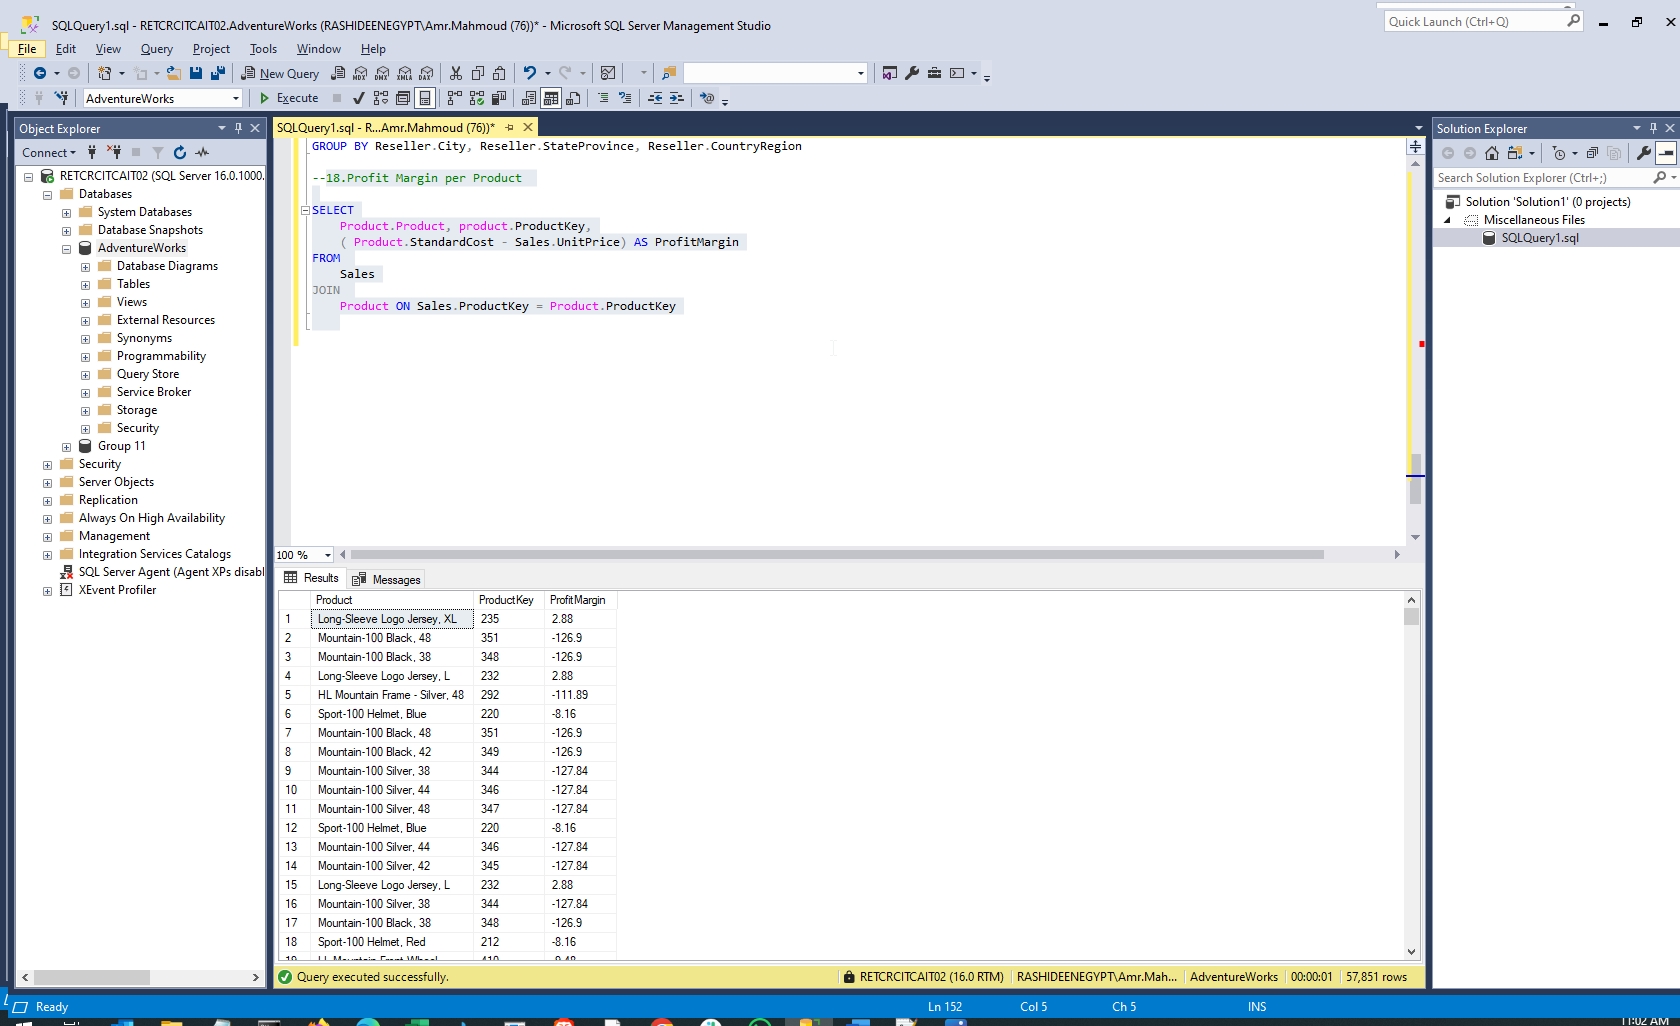 SQLQuery1.sql - RETCRCITCAIT02.AdventureWorks (RASHIDEENEGYPT\Amr.Mahmoud (76))* - Microsoft SQL Server Management Studio
Quick Launch (Ctrl+Q)
File Edit View Query Project Tools Window Help
New Query MDX DMX XMLA DAX
AdventureWorks Execute
Object Explorer
Connect
RETCRCITCAIT02 (SQL Server 16.0.1000.
Databases
System Databases
Database Snapshots
AdventureWorks
Database Diagrams
Tables
Views
External Resources
Synonyms
Programmability
Query Store
Service Broker
Storage
Security
Group 11
Security
Server Objects
Replication
Always On High Availability
Management
Integration Services Catalogs
SQL Server Agent (Agent XPs disabl
XEvent Profiler
SQLQuery1.sql - R...Amr.Mahmoud (76))*
GROUP BY Reseller.City, Reseller.StateProvince, Reseller.CountryRegion
--18.Profit Margin per Product
SELECT
Product.Product, product.ProductKey,
( Product.StandardCost - Sales.UnitPrice) AS ProfitMargin
FROM
Sales
JOIN
Product ON Sales.ProductKey = Product.ProductKey
100 %
Results Messages
Product ProductKey ProfitMargin
1 Long-Sleeve Logo Jersey, XL 235 2.88
2 Mountain-100 Black, 48 351 -126.9
3 Mountain-100 Black, 38 348 -126.9
4 Long-Sleeve Logo Jersey, L 232 2.88
5 HL Mountain Frame - Silver, 48 292 -111.89
6 Sport-100 Helmet, Blue 220 -8.16
7 Mountain-100 Black, 48 351 -126.9
8 Mountain-100 Black, 42 349 -126.9
9 Mountain-100 Silver, 38 344 -127.84
10 Mountain-100 Silver, 44 346 -127.84
11 Mountain-100 Silver, 48 347 -127.84
12 Sport-100 Helmet, Blue 220 -8.16
13 Mountain-100 Silver, 44 346 -127.84
14 Mountain-100 Silver, 42 345 -127.84
15 Long-Sleeve Logo Jersey, L 232 2.88
16 Mountain-100 Silver, 38 344 -127.84
17 Mountain-100 Black, 38 348 -126.9
18 Sport-100 Helmet, Red 212 -8.16
Query executed successfully.
RETCRCITCAIT02 (16.0 RTM) RASHIDEENEGYPT\Amr.Mah... AdventureWorks 00:00:01 57,851 rows
Solution Explorer
Search Solution Explorer (Ctrl+;)
Solution 'Solution1' (0 projects)
Miscellaneous Files
SQLQuery1.sql
Ready Ln 152 Col 5 Ch 5 INS
11:02 AM